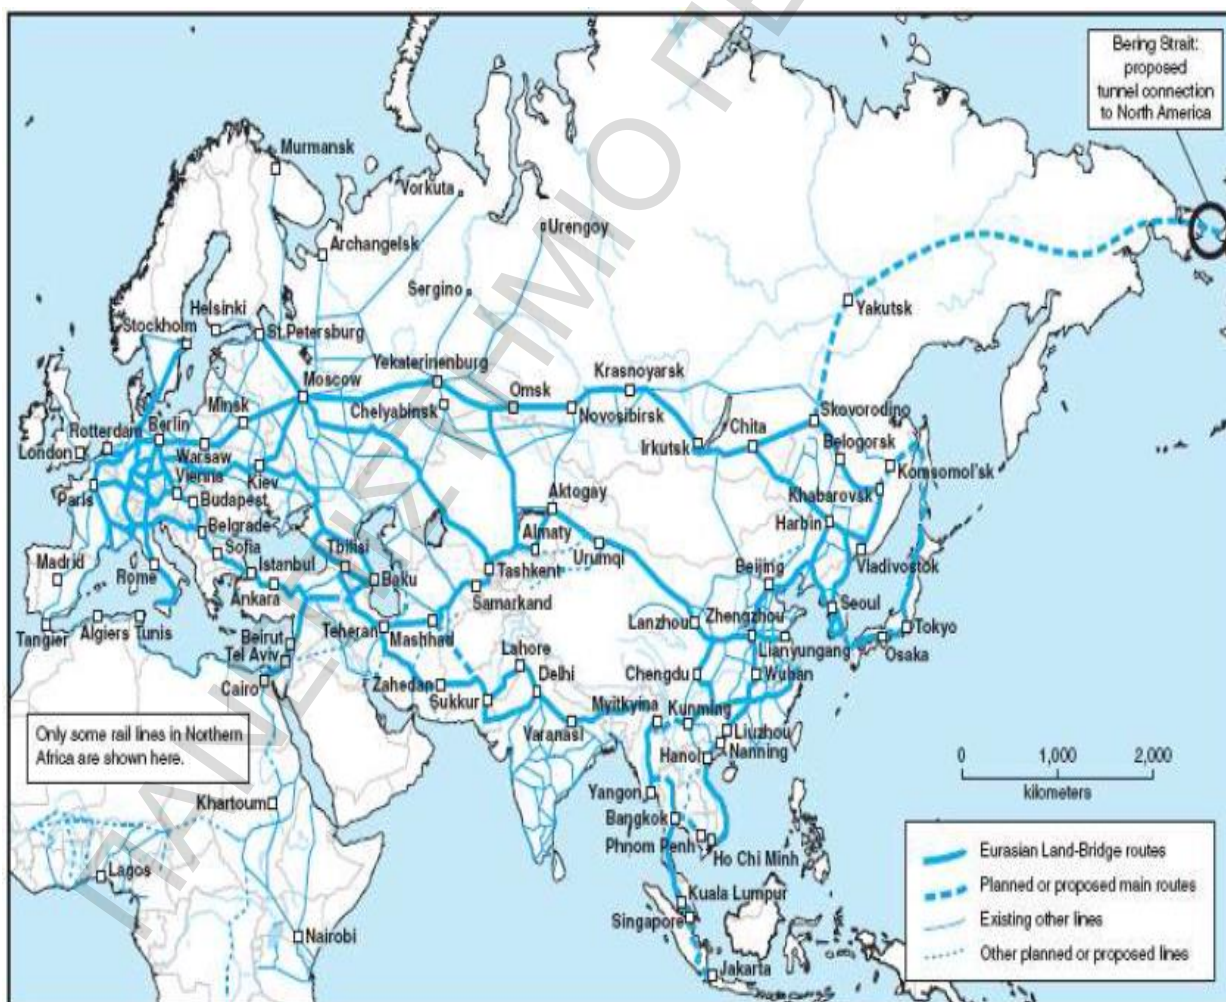 Bering Strait:
proposed
tunnel connection
to North America
Murmansk
Vorkuta
Urengoy
Archangelsk
Sergino
Yakutsk
Helsinki
Stockholm
St.Petersburg
Yekaterinenburg
Krasnoyarsk
Moscow
Omsk
Chelyabinsk
Novosibirsk
Skovorodino
Minsk
Rotterdam
Berlin
Irkutsk
Chita
Belogorsk
London
Warsaw
Komsomol'sk
Vienna
Kiev
Paris
Budapest
Aktogay
Khabarovsk
Belgrade
Harbin
Almaty
Sofia
Tbilisi
Urumqi
Madrid
Istanbul
Vladivostok
Rome
Baku
Tashkent
Beijing
Ankara
Samarkand
Seoul
Tangier
Algiers
Tunis
Beirut
Teheran
Mashhad
Lanzhou
Zhengzhou
Tokyo
Tel Aviv
Lahore
Lianyungang
Osaka
Cairo
Zahedan
Delhi
Chengdu
Wuhan
Sukkur
Myitkyina
Kunming
Varanasi
Liuzhou
Only some rail lines in Northern
Africa are shown here.
Hanoi
Nanning
0 1,000 2,000
kilometers
Khartoum
Yangon
Bangkok
Phnom Penh
Ho Chi Minh
Lagos
Kuala Lumpur
Singapore
Nairobi
Jakarta
Eurasian Land-Bridge routes
Planned or proposed main routes
Existing other lines
Other planned or proposed lines